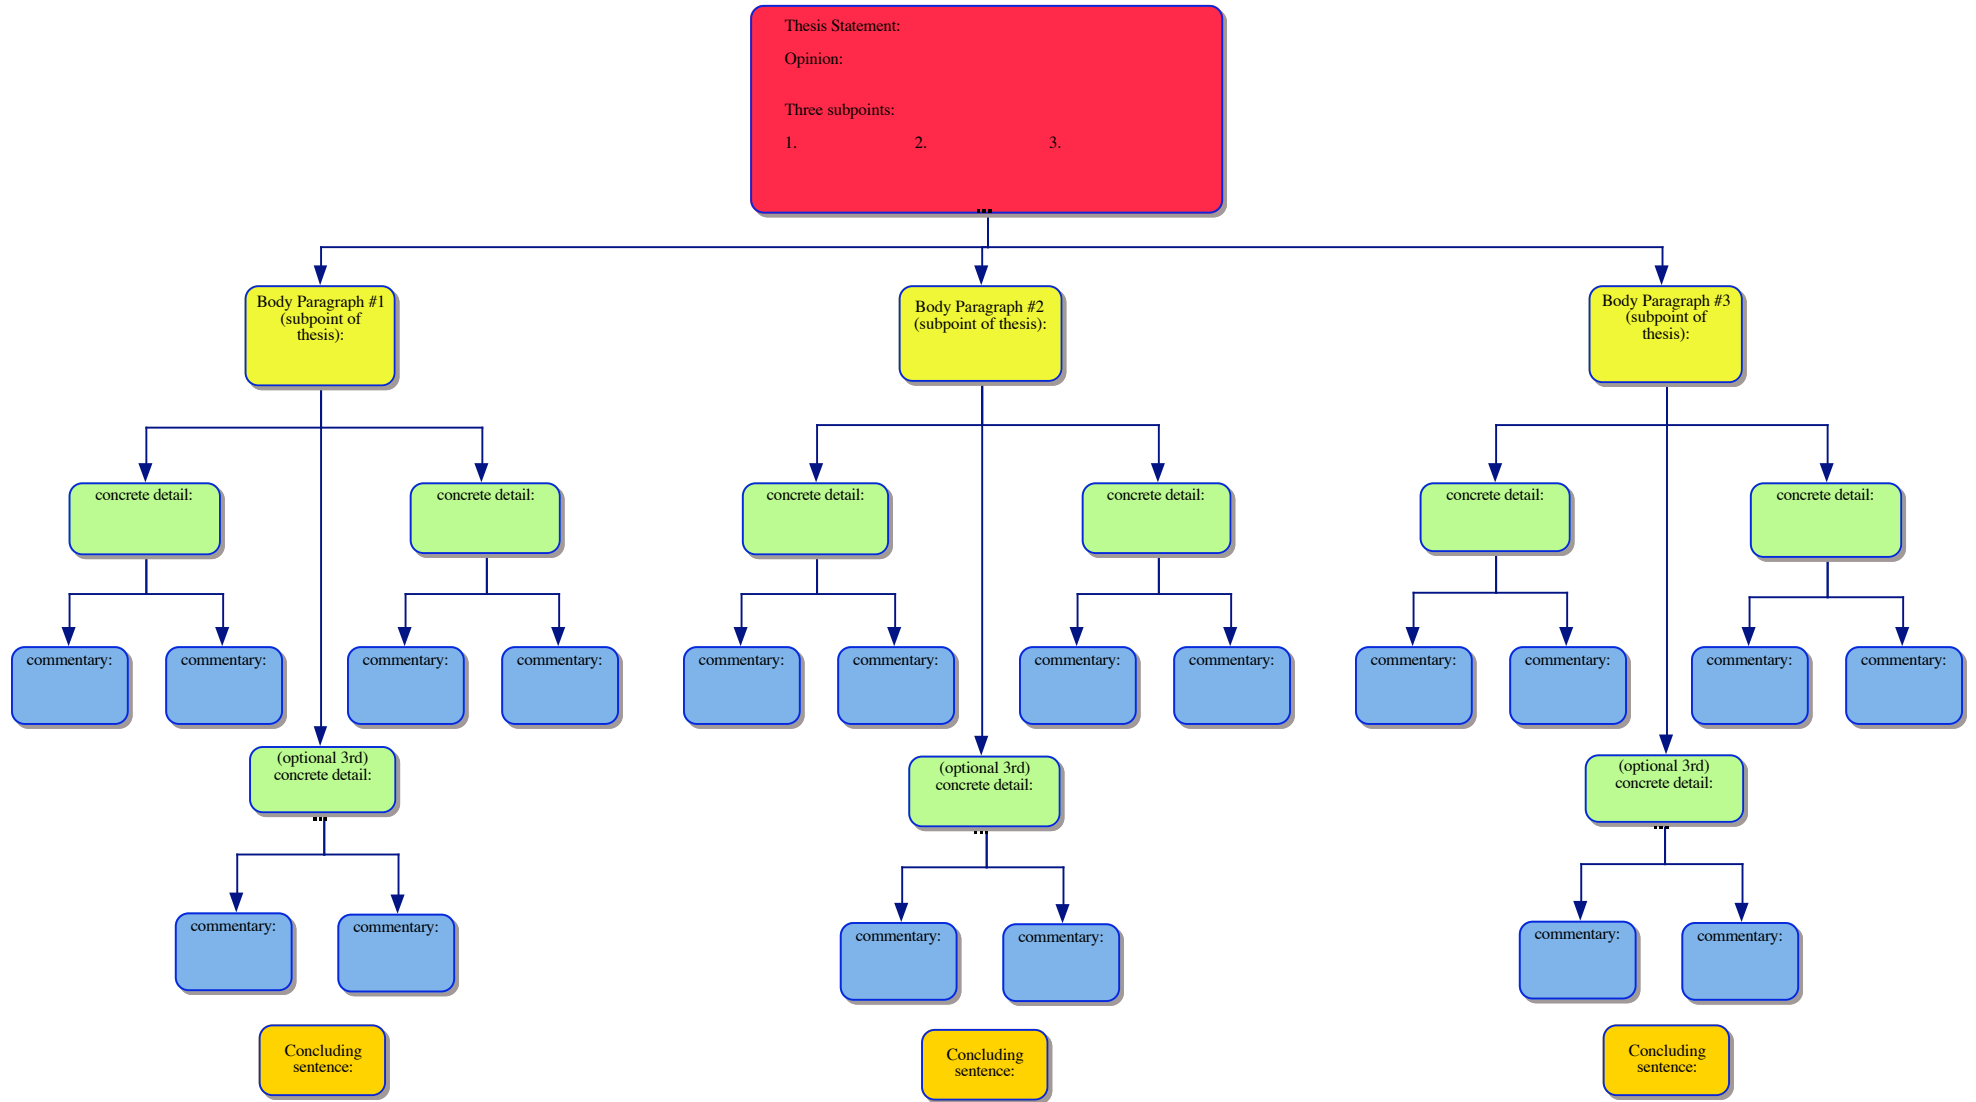 Thesis Statement:
Opinion:
Three subpoints:
1. 2. 3.
Body Paragraph #1
(subpoint of
thesis):
Body Paragraph #2
(subpoint of thesis):
Body Paragraph #3
(subpoint of
thesis):
concrete detail:
concrete detail:
concrete detail:
concrete detail:
concrete detail:
concrete detail:
commentary:
commentary:
commentary:
commentary:
commentary:
commentary:
commentary:
commentary:
commentary:
commentary:
commentary:
commentary:
(optional 3rd)
concrete detail:
(optional 3rd)
concrete detail:
(optional 3rd)
concrete detail:
commentary:
commentary:
commentary:
commentary:
commentary:
commentary:
Concluding
sentence:
Concluding
sentence:
Concluding
sentence: